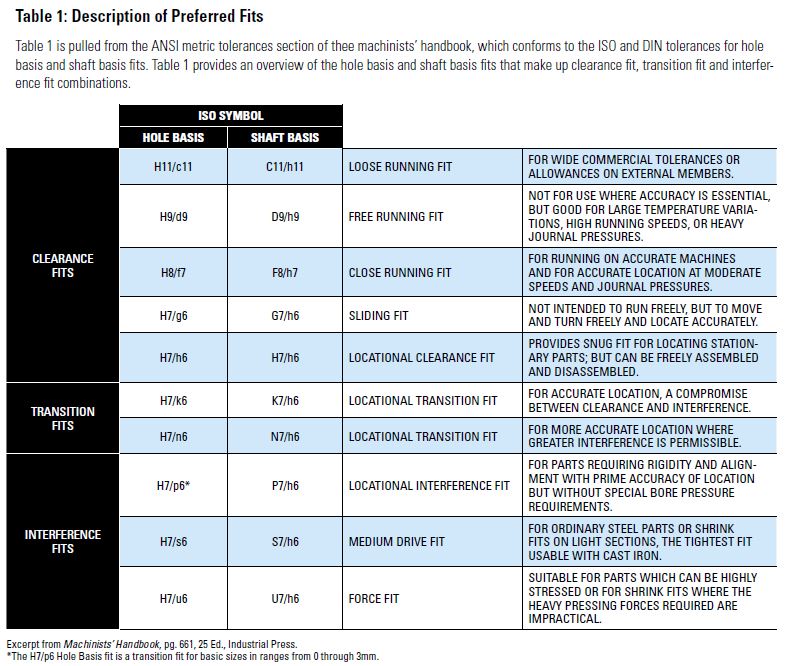 Table 1: Description of Preferred Fits
Table 1 is pulled from the ANSI metric tolerances section of thee machinists’ handbook, which conforms to the ISO and DIN tolerances for hole
basis and shaft basis fits. Table 1 provides an overview of the hole basis and shaft basis fits that make up clearance fit, transition fit and interfer-
ence fit combinations.
ISO SYMBOL
HOLE BASIS SHAFT BASIS
CLEARANCE
FITS
H11/c11 C11/h11 LOOSE RUNNING FIT
FOR WIDE COMMERCIAL TOLERANCES OR
ALLOWANCES ON EXTERNAL MEMBERS.
H9/d9 D9/h9 FREE RUNNING FIT
NOT FOR USE WHERE ACCURACY IS ESSENTIAL,
BUT GOOD FOR LARGE TEMPERATURE VARIA-
TIONS, HIGH RUNNING SPEEDS, OR HEAVY
JOURNAL PRESSURES.
H8/f7 F8/h7 CLOSE RUNNING FIT
FOR RUNNING ON ACCURATE MACHINES
AND FOR ACCURATE LOCATION AT MODERATE
SPEEDS AND JOURNAL PRESSURES.
H7/g6 G7/h6 SLIDING FIT
NOT INTENDED TO RUN FREELY, BUT TO MOVE
AND TURN FREELY AND LOCATE ACCURATELY.
H7/h6 H7/h6 LOCATIONAL CLEARANCE FIT
PROVIDES SNUG FIT FOR LOCATING STATION-
ARY PARTS; BUT CAN BE FREELY ASSEMBLED
AND DISASSEMBLED.
TRANSITION
FITS
H7/k6 K7/h6 LOCATIONAL TRANSITION FIT
FOR ACCURATE LOCATION, A COMPROMISE
BETWEEN CLEARANCE AND INTERFERENCE.
H7/n6 N7/h6 LOCATIONAL TRANSITION FIT
FOR MORE ACCURATE LOCATION WHERE
GREATER INTERFERENCE IS PERMISSIBLE.
INTERFERENCE
FITS
H7/p6* P7/h6 LOCATIONAL INTERFERENCE FIT
FOR PARTS REQUIRING RIGIDITY AND ALIGN-
MENT WITH PRIME ACCURACY OF LOCATION
BUT WITHOUT SPECIAL BORE PRESSURE
REQUIREMENTS.
H7/s6 S7/h6 MEDIUM DRIVE FIT
FOR ORDINARY STEEL PARTS OR SHRINK
FITS ON LIGHT SECTIONS, THE TIGHTEST FIT
USABLE WITH CAST IRON.
H7/u6 U7/h6 FORCE FIT
SUITABLE FOR PARTS WHICH CAN BE HIGHLY
STRESSED OR FOR SHRINK FITS WHERE THE
HEAVY PRESSING FORCES REQUIRED ARE
IMPRACTICAL.
Excerpt from Machinists’ Handbook, pg. 661, 25 Ed., Industrial Press.
*The H7/p6 Hole Basis fit is a transition fit for basic sizes in ranges from 0 through 3mm.